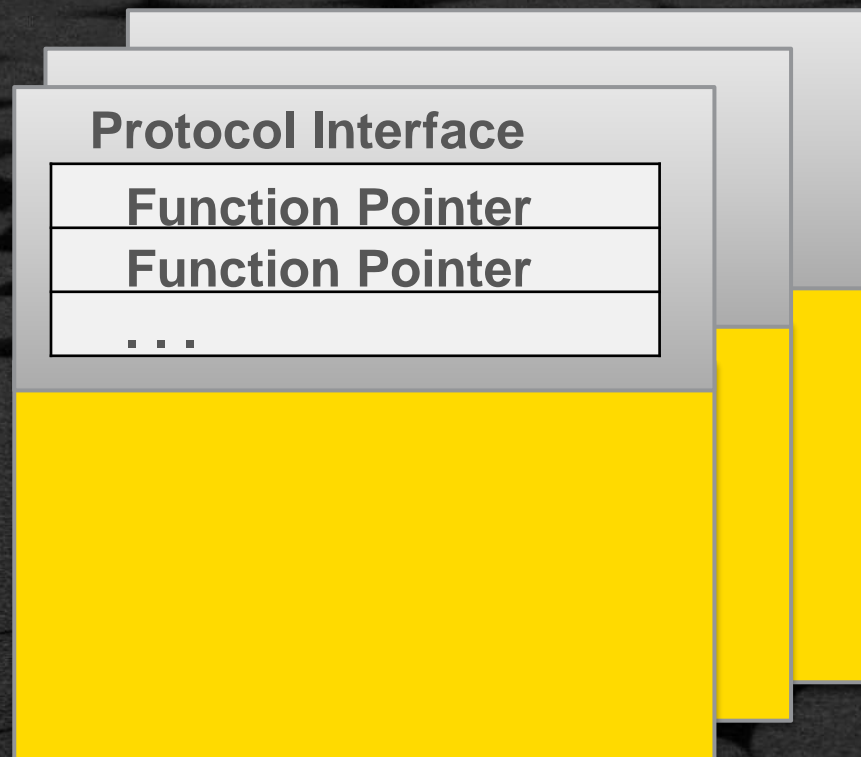 Protocol Interface
Function Pointer
Function Pointer
. . .